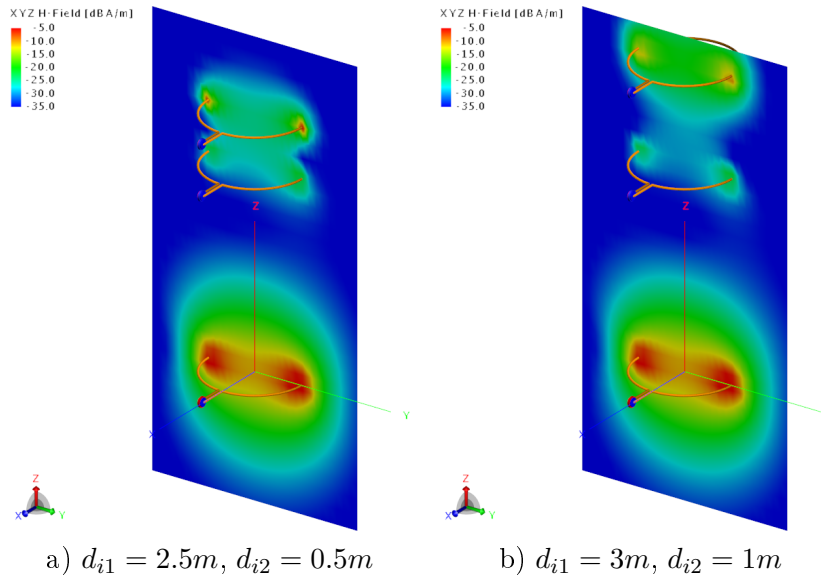 XYZ H-Field [dBA/m]
-5.0
-10.0
-15.0
-20.0
-25.0
-30.0
-35.0
Z
Y
X
Z
X
Y
a) d_{i1} = 2.5m, d_{i2} = 0.5m
XYZ H-Field [dBA/m]
-5.0
-10.0
-15.0
-20.0
-25.0
-30.0
-35.0
Z
X
Z
X
Y
b) d_{i1} = 3m, d_{i2} = 1m